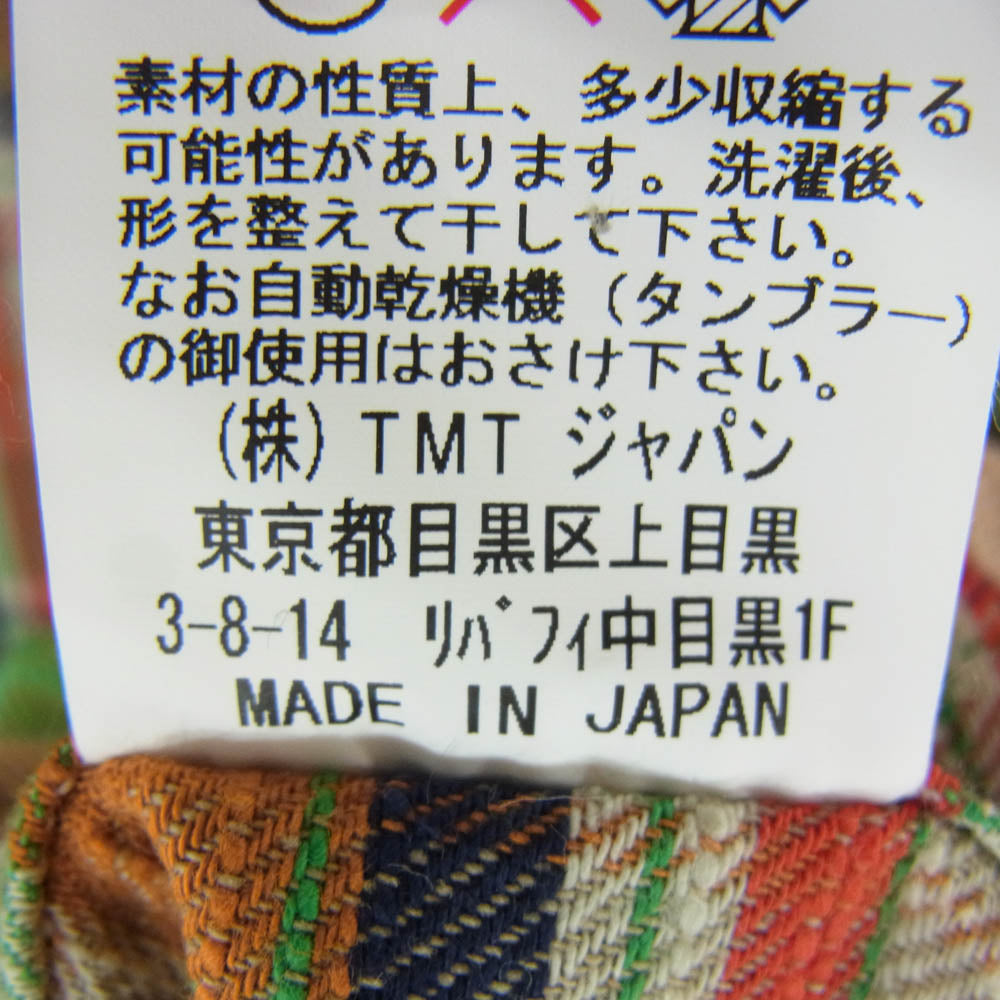 素材の性質上、多少収縮する
可能性があります。洗濯後、
形を整えて干して下さい。
なお自動乾燥機（タンブラー）
の御使用はおさけ下さい。
(株) TMT ジャパン
東京都目黒区上目黒
3-8-14 ﾘﾊﾞﾌｨ中目黒1F
MADE IN JAPAN